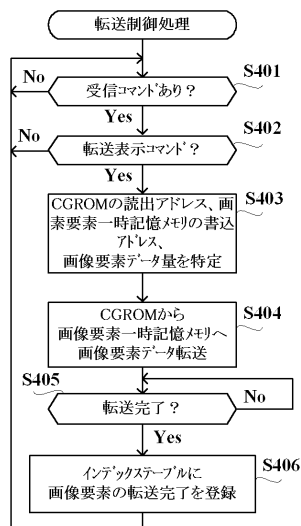 転送制御処理
No
S401
受信ｺﾏﾝﾄﾞあり？
Yes
No
S402
転送表示ｺﾏﾝﾄﾞ？
Yes
S403
CGROMの読出アドレス、画
素要素一時記憶メモリの書込
アドレス、
画像要素データ量を特定
S404
CGROMから
画像要素一時記憶メモリへ
画像要素データ転送
S405
転送完了？
No
Yes
S406
ｲﾝﾃﾞｯｸｽﾃｰﾌﾞﾙに
画像要素の転送完了を登録